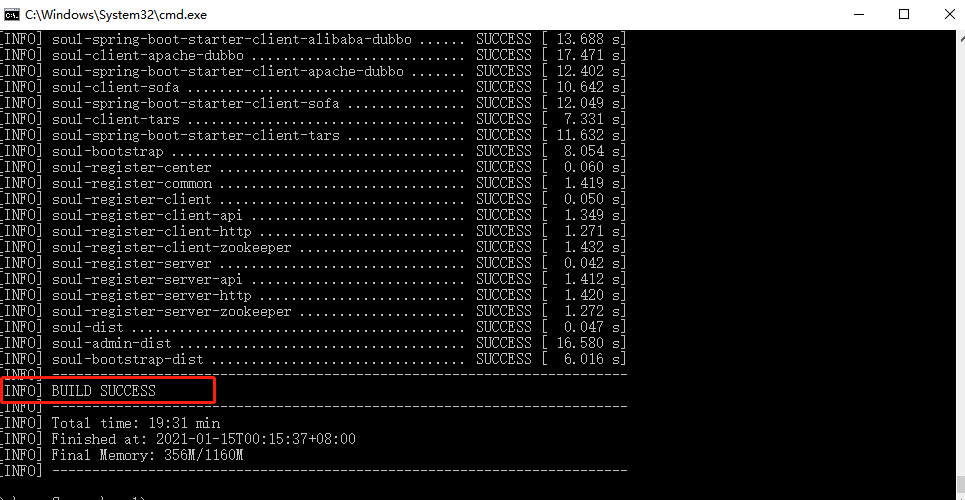 C:\Windows\System32\cmd.exe
[INFO] soul-spring-boot-starter-client-alibaba-dubbo ...... SUCCESS [ 13.688 s]
[INFO] soul-client-apache-dubbo ........................... SUCCESS [ 17.471 s]
[INFO] soul-spring-boot-starter-client-apache-dubbo ....... SUCCESS [ 12.402 s]
[INFO] soul-client-sofa ................................... SUCCESS [ 10.642 s]
[INFO] soul-spring-boot-starter-client-sofa ............... SUCCESS [ 12.049 s]
[INFO] soul-client-tars ................................... SUCCESS [  7.331 s]
[INFO] soul-spring-boot-starter-client-tars ............... SUCCESS [ 11.632 s]
[INFO] soul-bootstrap ..................................... SUCCESS [  8.054 s]
[INFO] soul-register-center ............................... SUCCESS [  0.060 s]
[INFO] soul-register-common ............................... SUCCESS [  1.419 s]
[INFO] soul-register-client ............................... SUCCESS [  0.050 s]
[INFO] soul-register-client-api ........................... SUCCESS [  1.349 s]
[INFO] soul-register-client-http .......................... SUCCESS [  1.271 s]
[INFO] soul-register-client-zookeeper ..................... SUCCESS [  1.432 s]
[INFO] soul-register-server ............................... SUCCESS [  0.042 s]
[INFO] soul-register-server-api ........................... SUCCESS [  1.412 s]
[INFO] soul-register-server-http .......................... SUCCESS [  1.420 s]
[INFO] soul-register-server-zookeeper ..................... SUCCESS [  1.272 s]
[INFO] soul-dist .......................................... SUCCESS [  0.047 s]
[INFO] soul-admin-dist .................................... SUCCESS [ 16.580 s]
[INFO] soul-bootstrap-dist ................................ SUCCESS [  6.016 s]
[INFO] ------------------------------------------------------------------------
[INFO] BUILD SUCCESS
[INFO] ------------------------------------------------------------------------
[INFO] Total time: 19:31 min
[INFO] Finished at: 2021-01-15T00:15:37+08:00
[INFO] Final Memory: 356M/1160M
[INFO] ------------------------------------------------------------------------